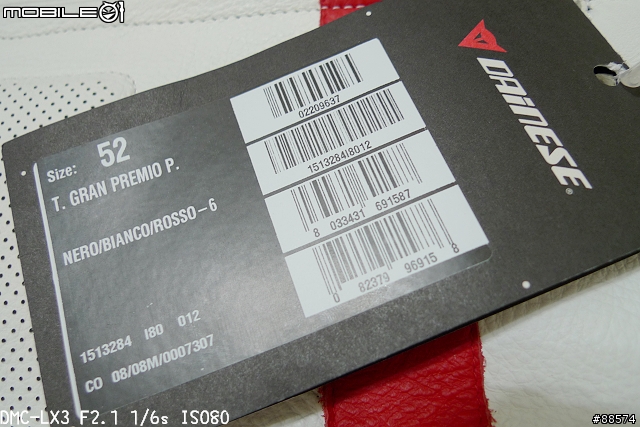 MOBILE01
DAINESE
Size: 52
T. GRAN PREMIO P.
NERO/BIANCO/ROSSO-6
1513284 I80 012
CO 08/08M/0007307
02209637
1513284I8012
8 033431 691587
0 82379 96915 8
DMC-LX3 F2.1 1/6s ISO80
#88574